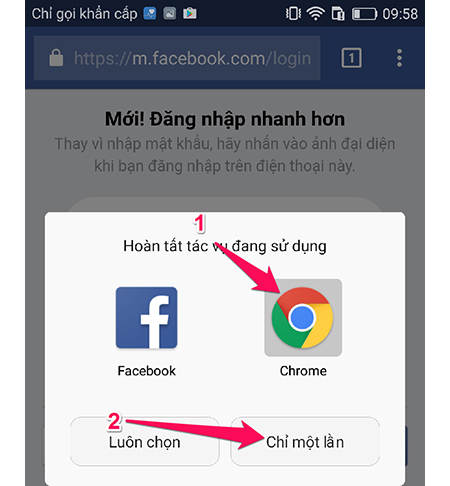 Chỉ gọi khẩn cấp 09:58
https://m.facebook.com/login 1
Mới! Đăng nhập nhanh hơn
Thay vì nhập mật khẩu, hãy nhấn vào ảnh đại diện
khi bạn đăng nhập trên điện thoại này.
1
Hoàn tất tác vụ đang sử dụng
Facebook Chrome
2
Luôn chọn Chỉ một lần